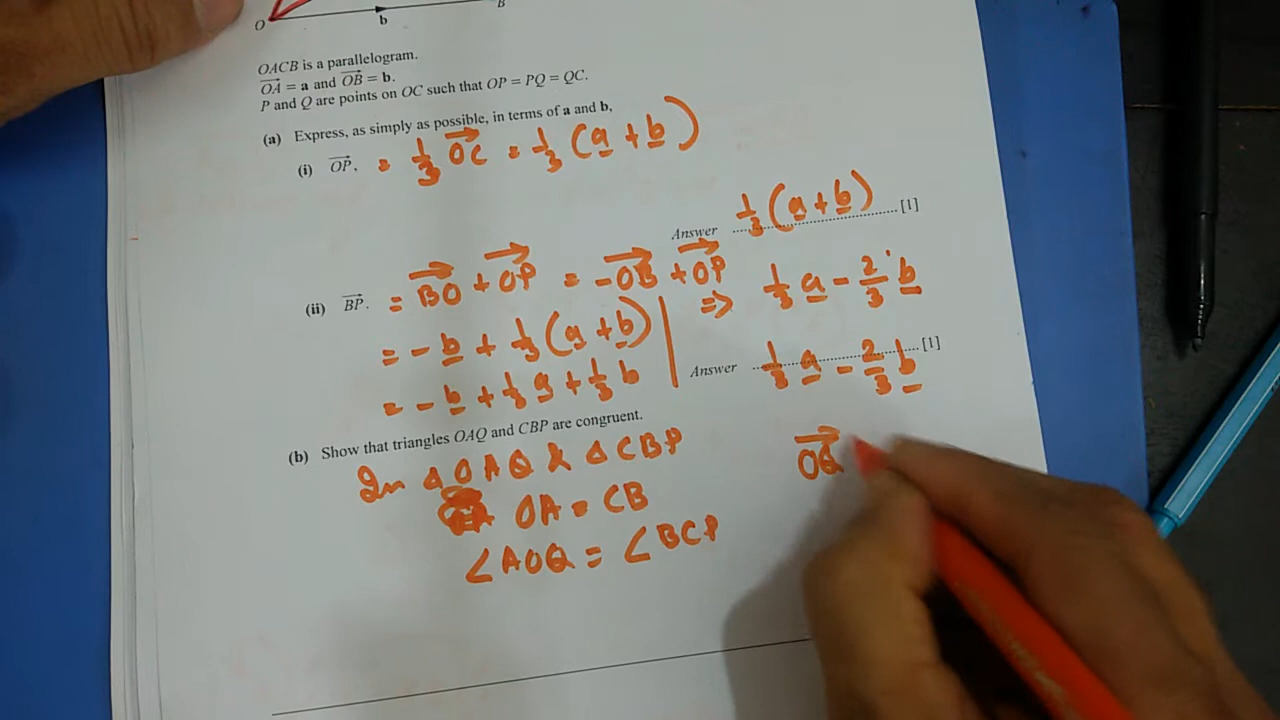 O b B
OACB is a parallelogram.
OA = a and OB = b.
P and Q are points on OC such that OP = PQ = QC.
(a) Express, as simply as possible, in terms of a and b,
(i) OP. = 1/3 OC = 1/3 (a + b)
Answer 1/3 (a + b) [1]
(ii) BP. = BO + OP = -OB + OP
= - b + 1/3 (a + b) => 1/3 a - 2/3 b
= - b + 1/3 a + 1/3 b
Answer 1/3 a - 2/3 b [1]
(b) Show that triangles OAQ and CBP are congruent.
In Δ OAQ & Δ CBP
OA = CB
∠AOQ = ∠BCP
OQ